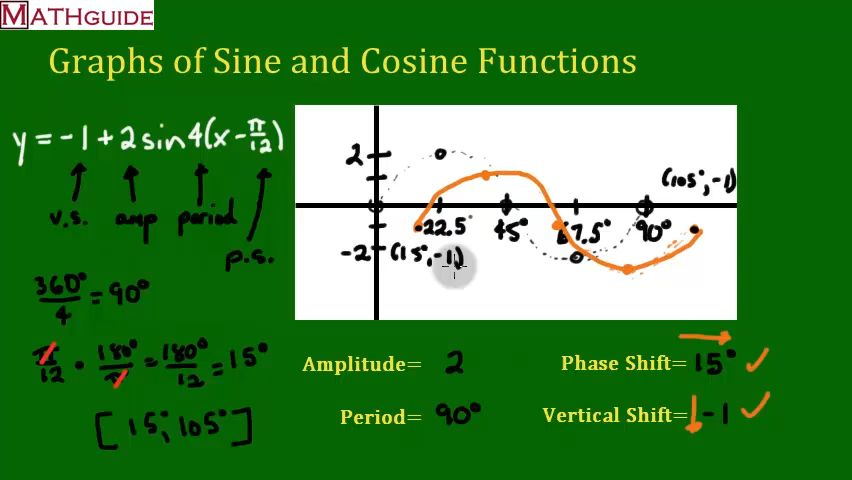 MATHGUIDE
Graphs of Sine and Cosine Functions
y = -1 + 2 sin 4(x - π/12)
v.s. amp period
p.s.
360°/4 = 90°
π/12 · 180°/π = 180°/12 = 15°
[15°, 105°]
2
(105°, -1)
22.5° 45° 67.5° 90°
-2 (15°, -1)
Amplitude= 2 Phase Shift= 15°
Period= 90° Vertical Shift= -1